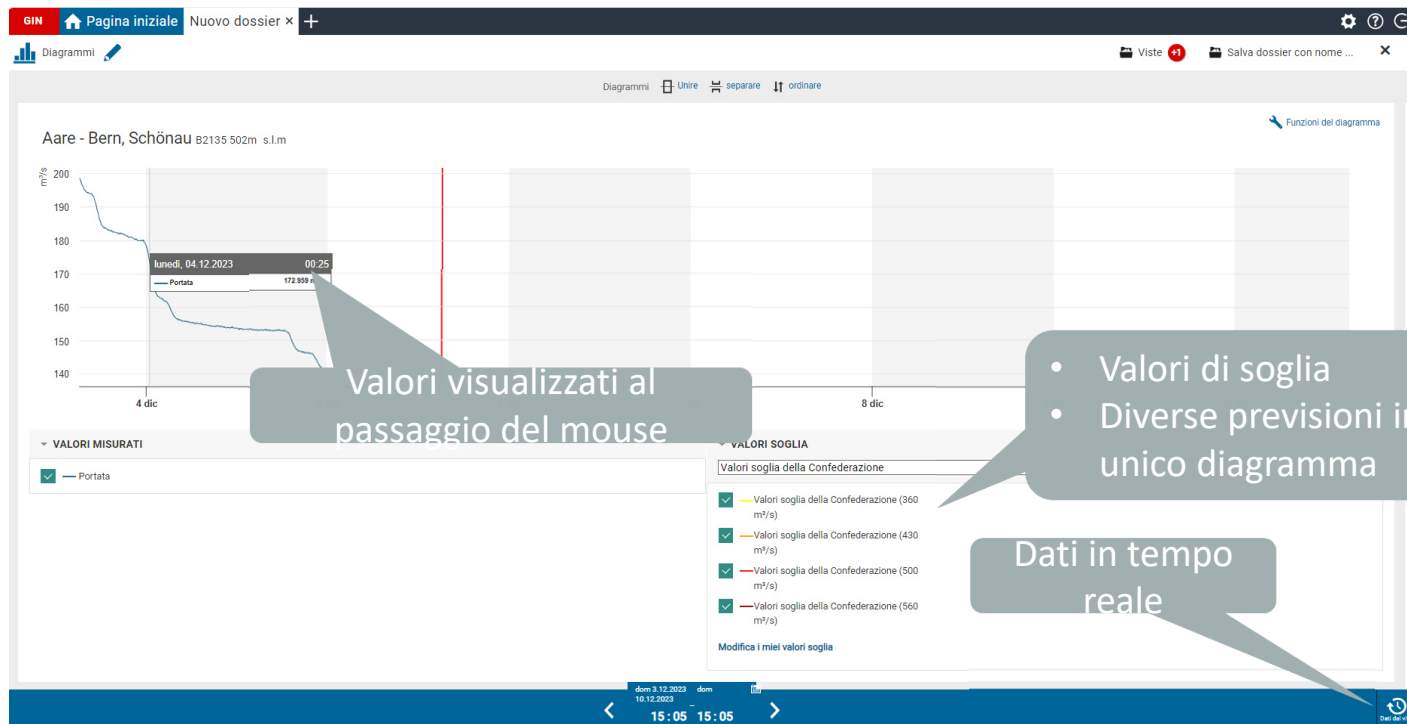 GIN Pagina iniziale Nuovo dossier × +
Diagrammi
Viste +1 Salva dossier con nome ... ×
Diagrammi Unire separare ordinare
Funzioni del diagramma
Aare - Bern, Schönau B2135 502m s.l.m
m³/s
200
190
180
170
160
150
140
lunedì, 04.12.2023 00:25
Portata 172.959
4 dic
8 dic
Valori visualizzati al
passaggio del mouse
• Valori di soglia
• Diverse previsioni in
unico diagramma
VALORI MISURATI
Portata
VALORI SOGLIA
Valori soglia della Confederazione
Valori soglia della Confederazione (360
m³/s)
Valori soglia della Confederazione (430
m³/s)
Valori soglia della Confederazione (500
m³/s)
Valori soglia della Confederazione (560
m³/s)
Modifica i miei valori soglia
Dati in tempo
reale
dom 3.12.2023 dom
10.12.2023 –
15:05 15:05
Dati dal